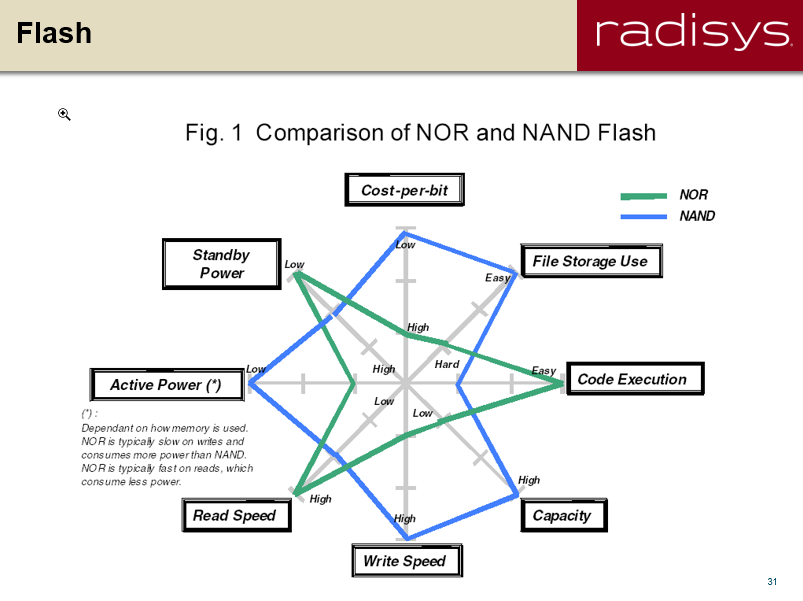 Flash
radisys.
Fig. 1 Comparison of NOR and NAND Flash
Cost-per-bit
NOR
NAND
Standby
Power
File Storage Use
Low
Low
Easy
High
Low
High
Hard
Easy
Active Power (*)
Code Execution
Low
Low
(*) :
Dependant on how memory is used.
NOR is typically slow on writes and
consumes more power than NAND.
NOR is typically fast on reads, which
consume less power.
High
High
Read Speed
High
Capacity
Write Speed
31